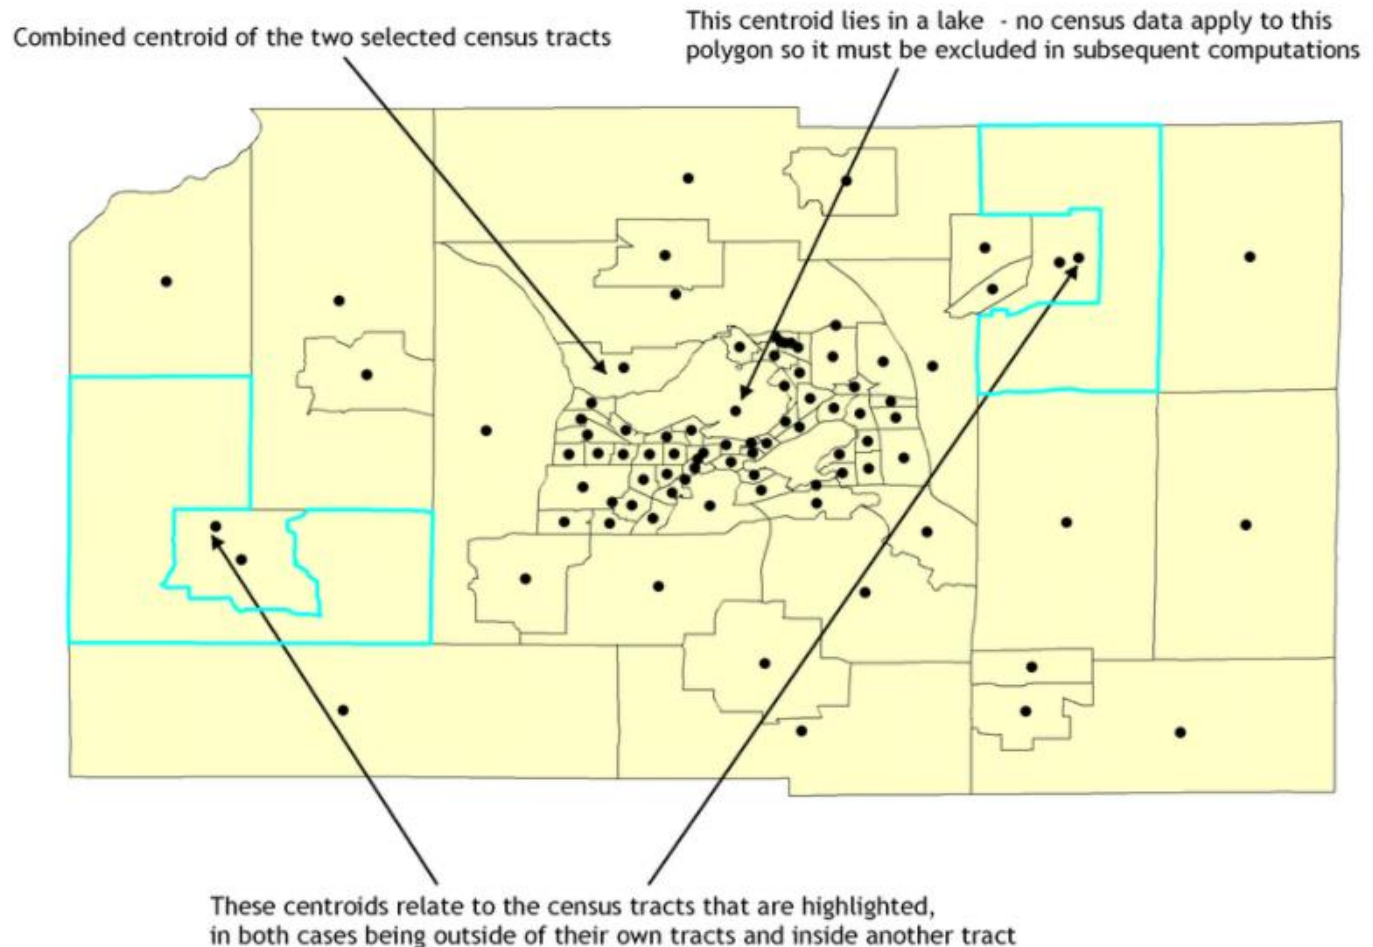 Combined centroid of the two selected census tracts
This centroid lies in a lake - no census data apply to this
polygon so it must be excluded in subsequent computations
These centroids relate to the census tracts that are highlighted,
in both cases being outside of their own tracts and inside another tract